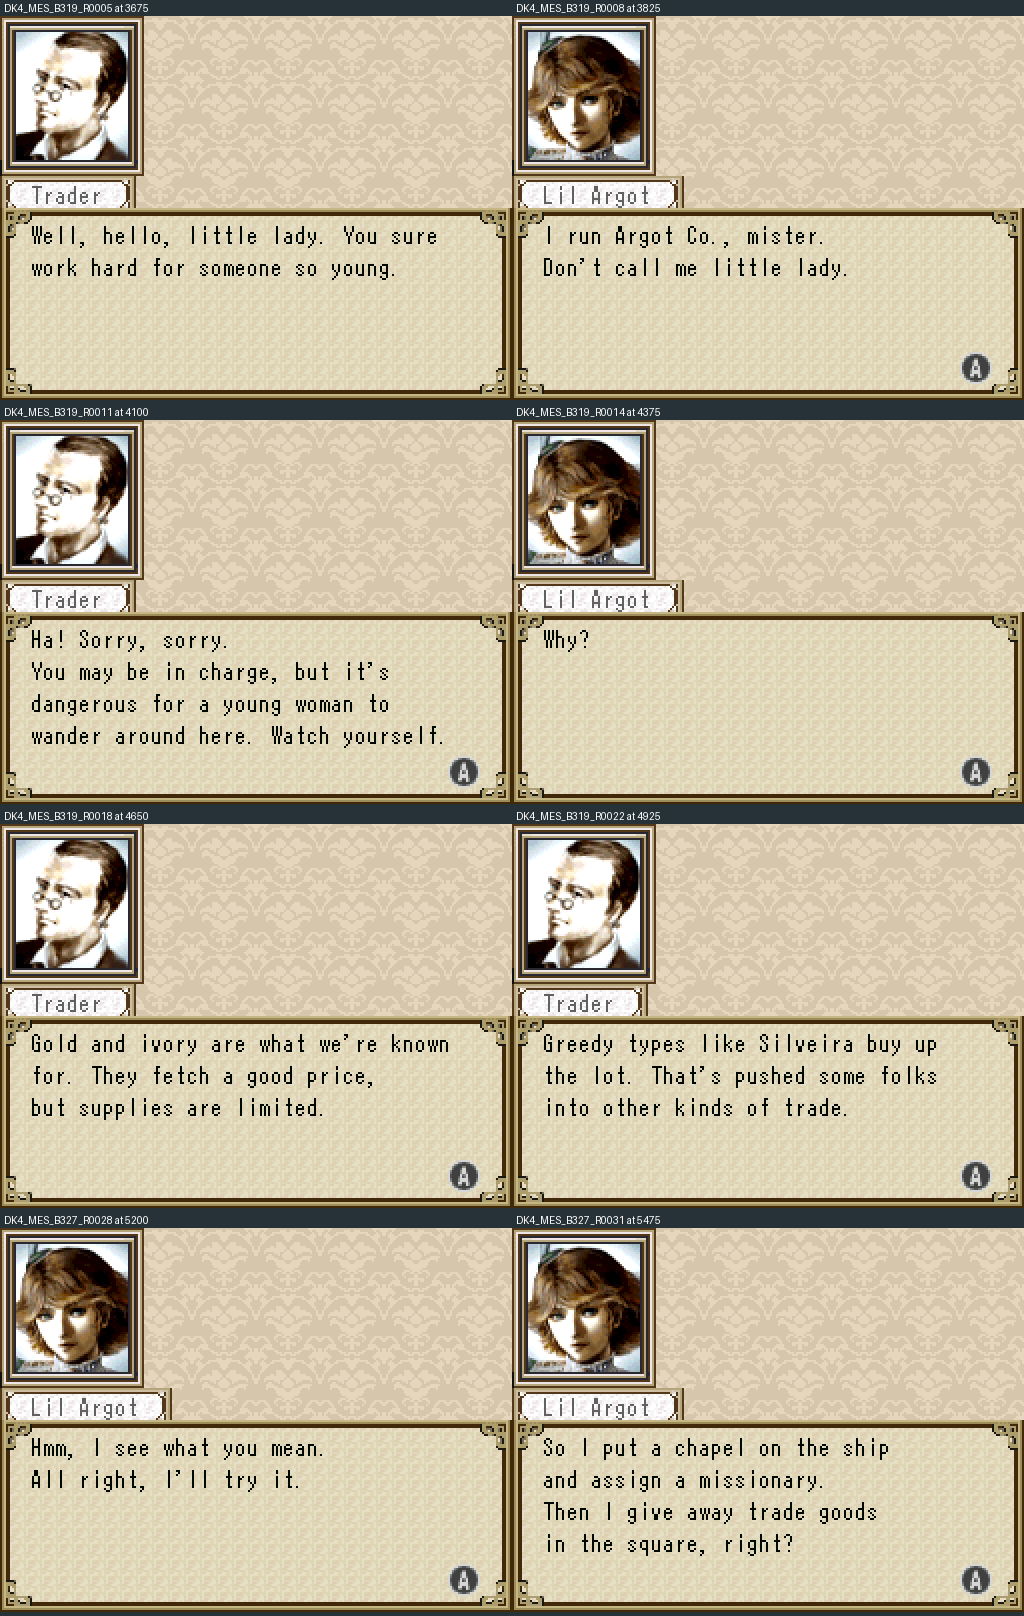 DK4_MES_B319_R0005 at 3675
Trader
Well, hello, little lady. You sure
work hard for someone so young.
DK4_MES_B319_R0008 at 3825
Lil Argot
I run Argot Co., mister.
Don't call me little lady.
A
DK4_MES_B319_R0011 at 4100
Trader
Ha! Sorry, sorry.
You may be in charge, but it's
dangerous for a young woman to
wander around here. Watch yourself.
A
DK4_MES_B319_R0014 at 4375
Lil Argot
Why?
A
DK4_MES_B319_R0018 at 4650
Trader
Gold and ivory are what we're known
for. They fetch a good price,
but supplies are limited.
A
DK4_MES_B319_R0022 at 4925
Trader
Greedy types like Silveira buy up
the lot. That's pushed some folks
into other kinds of trade.
A
DK4_MES_B327_R0028 at 5200
Lil Argot
Hmm, I see what you mean.
All right, I'll try it.
A
DK4_MES_B327_R0031 at 5475
Lil Argot
So I put a chapel on the ship
and assign a missionary.
Then I give away trade goods
in the square, right?
A